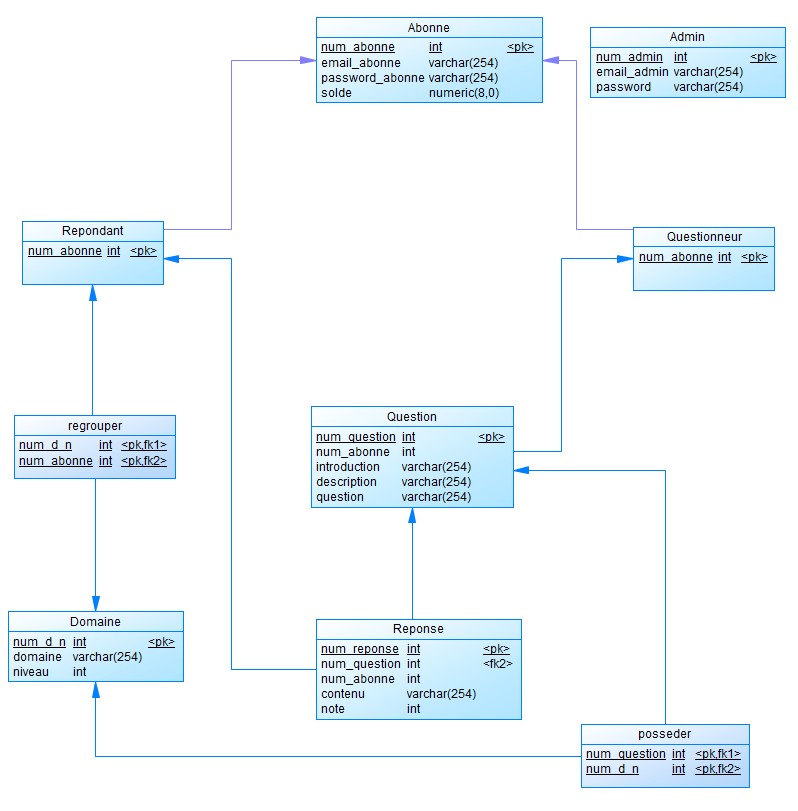 Abonne
num_abonne int <pk>
email_abonne varchar(254)
password_abonne varchar(254)
solde numeric(8,0)
Admin
num_admin int <pk>
email_admin varchar(254)
password varchar(254)
Repondant
num_abonne int <pk>
Questionneur
num_abonne int <pk>
regrouper
num_d_n int <pk,fk1>
num_abonne int <pk,fk2>
Question
num_question int <pk>
num_abonne int
introduction varchar(254)
description varchar(254)
question varchar(254)
Domaine
num_d_n int <pk>
domaine varchar(254)
niveau int
Reponse
num_reponse int <pk>
num_question int <fk2>
num_abonne int
contenu varchar(254)
note int
posseder
num_question int <pk,fk1>
num_d_n int <pk,fk2>